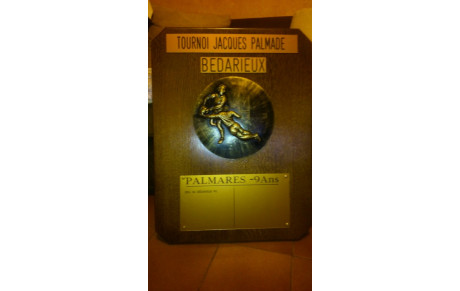 TOURNOI JACQUES PALMADE
BEDARIEUX
"PALMARES -9Ans"